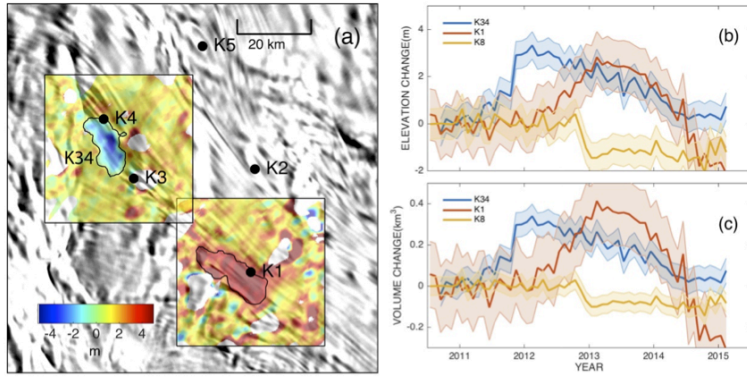 (a)
K5
20 km
K4
K34
K3
K2
K1
-4 -2 0 2 4
m
(b)
K34
K1
K8
ELEVATION CHANGE(m)
4
2
0
-2
(c)
K34
K1
K8
VOLUME CHANGE(km³)
0.4
0.2
0
-0.2
2011 2012 2013 2014 2015
YEAR